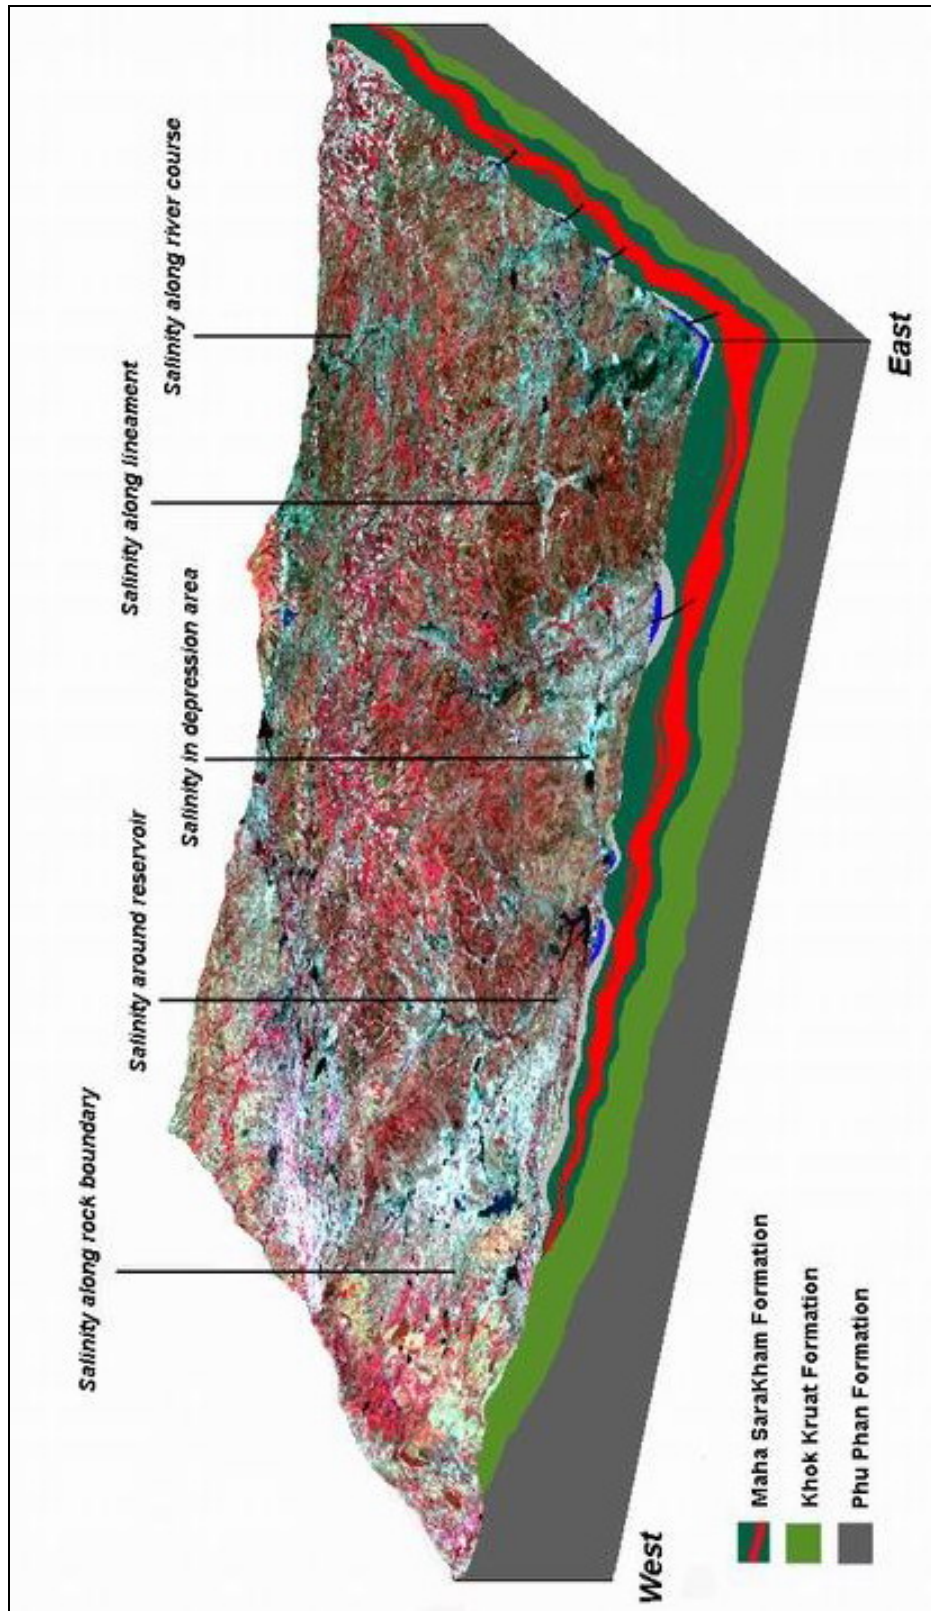 Salinity along rock boundary
Salinity around reservoir
Salinity in depression area
Salinity along lineament
Salinity along river course
West
East
Maha SaraKham Formation
Khok Kruat Formation
Phu Phan Formation